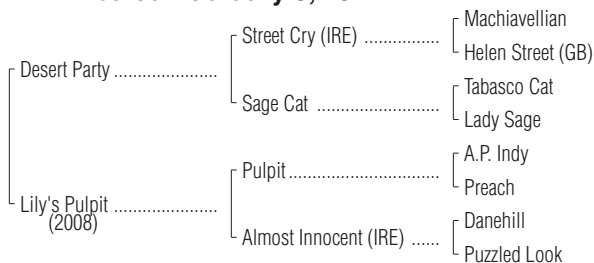 Machiavellian
Street Cry (IRE) ................
Helen Street (GB)
Desert Party ......................
Tabasco Cat
Sage Cat ..........................
Lady Sage
A.P. Indy
Pulpit................................
Preach
Lily's Pulpit ......................
(2008)
Danehill
Almost Innocent (IRE) ......
Puzzled Look